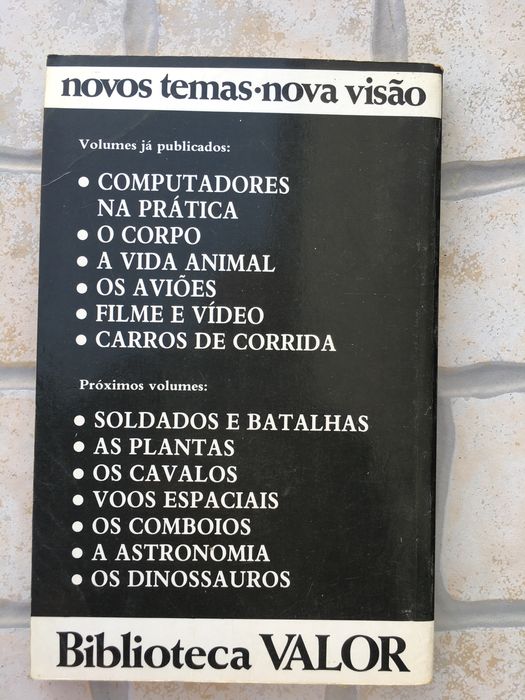 novos temas•nova visão
Volumes já publicados:
• COMPUTADORES
NA PRÁTICA
• O CORPO
• A VIDA ANIMAL
• OS AVIÕES
• FILME E VÍDEO
• CARROS DE CORRIDA
Próximos volumes:
• SOLDADOS E BATALHAS
• AS PLANTAS
• OS CAVALOS
• VOOS ESPACIAIS
• OS COMBOIOS
• A ASTRONOMIA
• OS DINOSSAUROS
Biblioteca VALOR